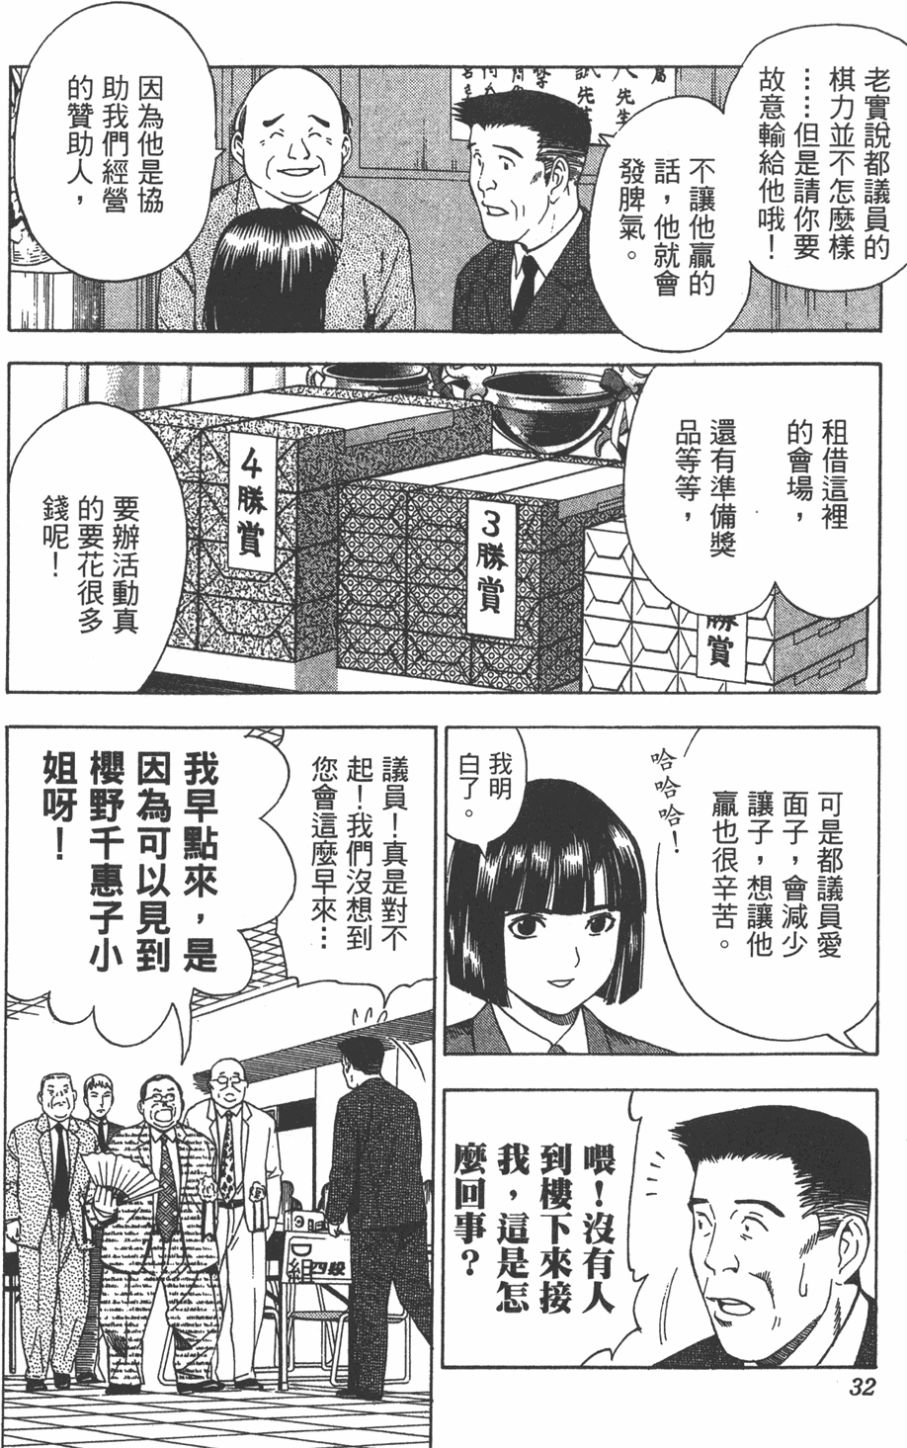 老實說都議員的
棋力並不怎麼樣
……但是請你要
故意輸給他哦！
不讓他贏的
話，他就會
發脾氣。
因為他是協
助我們經營
的贊助人，
先生
試先生
租借這裡
的會場，
還有準備獎
品等等，
要辦活動真
的要花很多
錢呢！
4勝賞
3勝賞
勝賞
可是都議員愛
面子，會減少
讓子，想讓他
贏也很辛苦。
哈哈哈！
我明
白了。
喂！沒有人
到樓下來接
我，這是怎
麼回事？
議員！真是對不
起！我們沒想到
您會這麼早來…
我早點來，是
因為可以見到
櫻野千惠子小
姐呀！
D組
四段
32